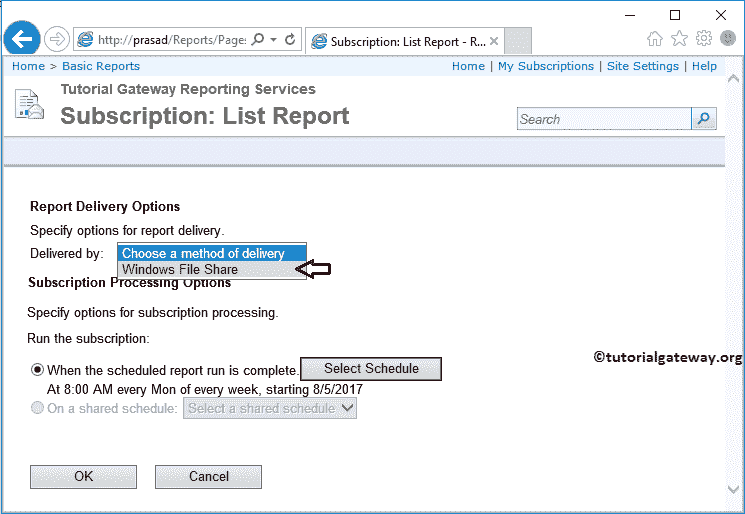 http://prasad/Reports/Page:
Subscription: List Report - R...
Home > Basic Reports
Home | My Subscriptions | Site Settings | Help
Tutorial Gateway Reporting Services
Subscription: List Report
Search
Report Delivery Options
Specify options for report delivery.
Delivered by: Choose a method of delivery
Windows File Share
Subscription Processing Options
Specify options for subscription processing.
Run the subscription:
©tutorialgateway.org
When the scheduled report run is complete. Select Schedule
At 8:00 AM every Mon of every week, starting 8/5/2017
On a shared schedule: Select a shared schedule
OK Cancel